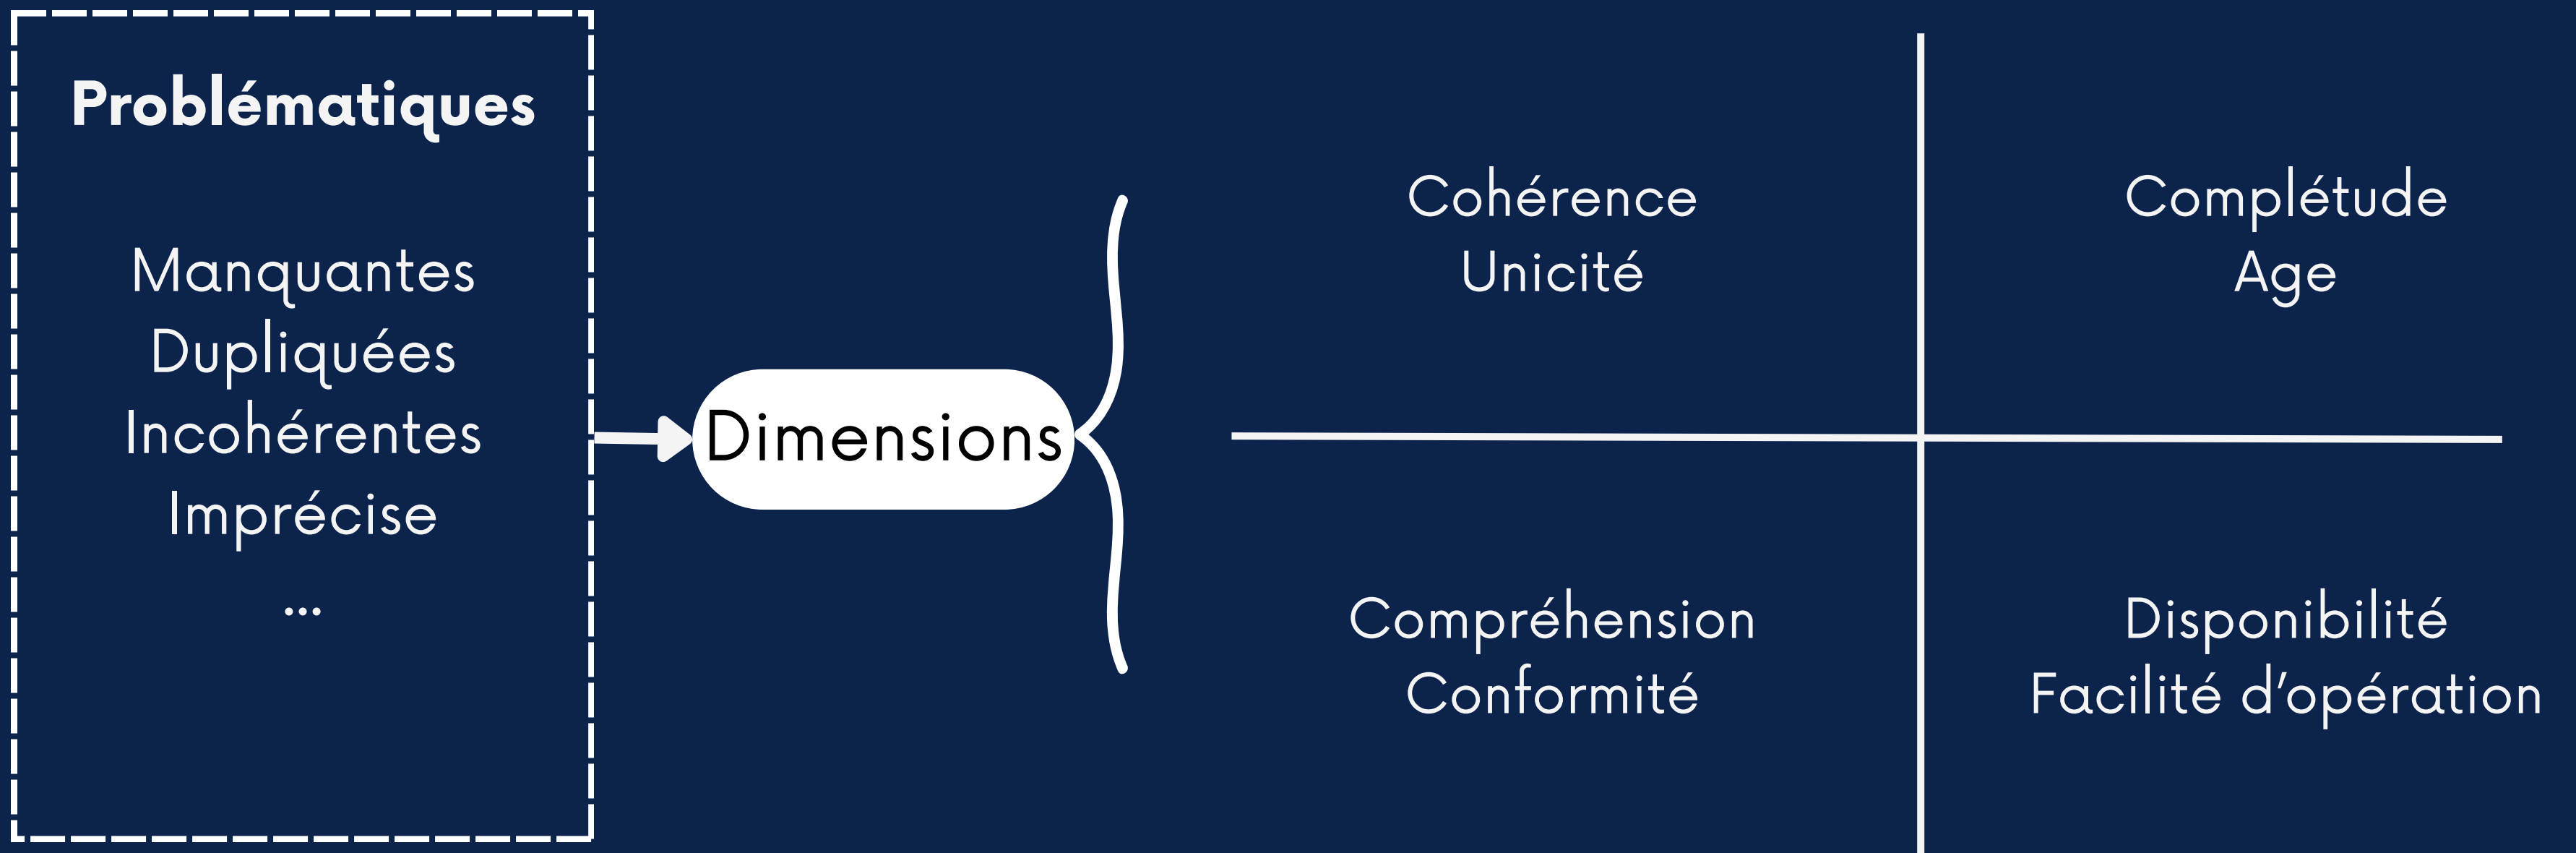 Problématiques
Manquantes
Dupliquées
Incohérentes
Imprécise
...
Dimensions
Cohérence
Unicité
Complétude
Age
Compréhension
Conformité
Disponibilité
Facilité d'opération